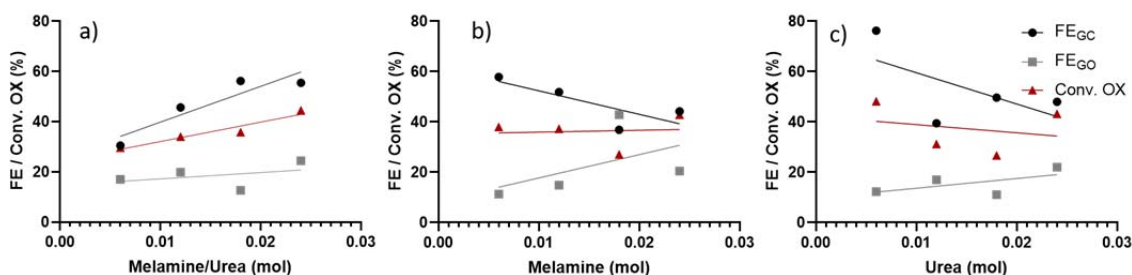 a)
FE / Conv. OX (%)
80
60
40
20
0
0.00
0.01
0.02
0.03
Melamine/Urea (mol)
b)
FE / Conv. OX (%)
80
60
40
20
0
0.00
0.01
0.02
0.03
Melamine (mol)
c)
FE / Conv. OX (%)
80
60
40
20
0
0.00
0.01
0.02
0.03
Urea (mol)
FEGC
FEGO
Conv. OX